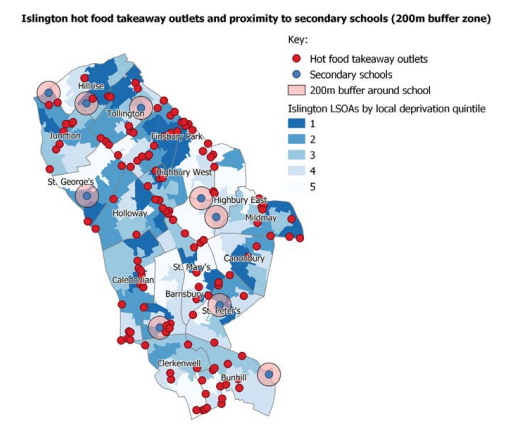 Islington hot food takeaway outlets and proximity to secondary schools (200m buffer zone)
Key:
Hot food takeaway outlets
Secondary schools
200m buffer around school
Islington LSOAs by local deprivation quintile
1
2
3
4
5
Hillrise
Tollington
Junction
Finsbury Park
Highbury West
St. George's
Highbury East
Holloway
Mildmay
Canonbury
St. Mary's
Caledonian
Barnsbury
St. Peter's
Clerkenwell
Bunhill